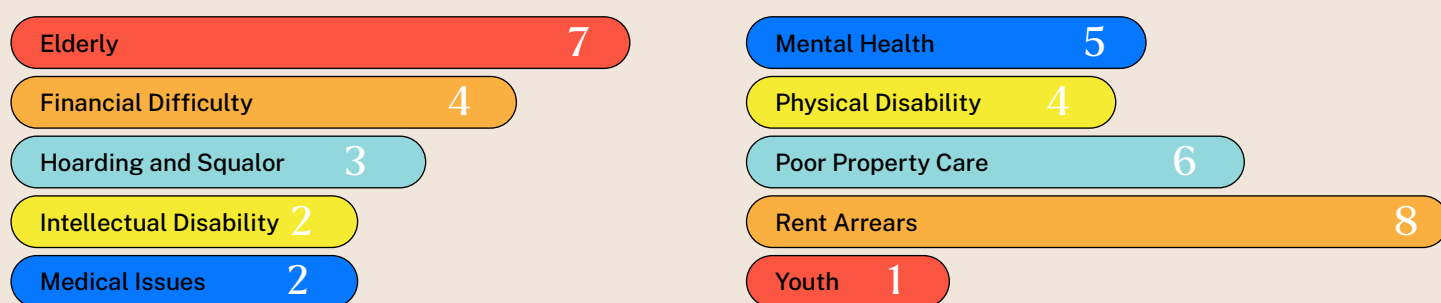 Elderly 7
Financial Difficulty 4
Hoarding and Squalor 3
Intellectual Disability 2
Medical Issues 2
Mental Health 5
Physical Disability 4
Poor Property Care 6
Rent Arrears 8
Youth 1